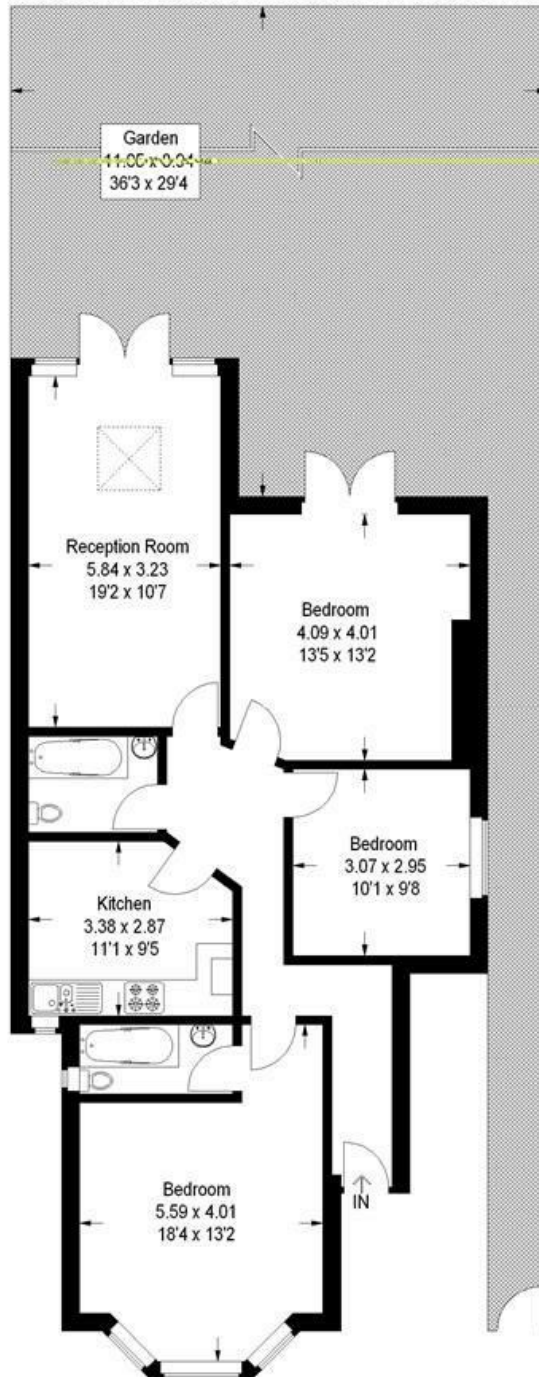 Garden
36'3 x 29'4
Reception Room
5.84 x 3.23
19'2 x 10'7
Bedroom
4.09 x 4.01
13'5 x 13'2
Bedroom
3.07 x 2.95
10'1 x 9'8
Kitchen
3.38 x 2.87
11'1 x 9'5
Bedroom
5.59 x 4.01
18'4 x 13'2
IN